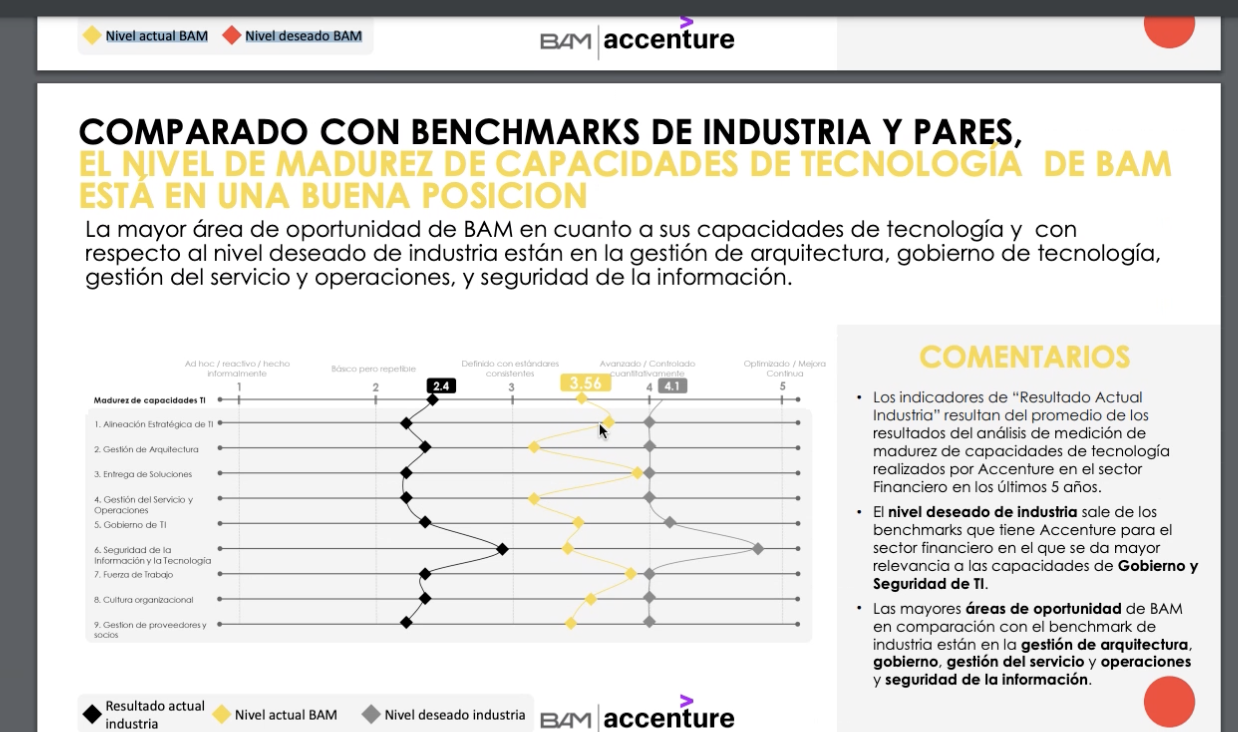 Nivel actual BAM Nivel deseado BAM
BAM accenture
COMPARADO CON BENCHMARKS DE INDUSTRIA Y PARES,
EL NIVEL DE MADUREZ DE CAPACIDADES DE TECNOLOGÍA DE BAM
ESTÁ EN UNA BUENA POSICION
La mayor área de oportunidad de BAM en cuanto a sus capacidades de tecnología y con
respecto al nivel deseado de industria están en la gestión de arquitectura, gobierno de tecnología,
gestión del servicio y operaciones, y seguridad de la información.
Ad hoc / reactivo / hecho
informalmente
Básico pero repetible
Definido con estándares
consistentes
Avanzado / Controlado
cuantitativamente
Optimizado / Mejora
Continua
1 2 2.4 3 3.56 4 4.1 5
Madurez de capacidades TI
1. Alineación Estratégica de TI
2. Gestión de Arquitectura
3. Entrega de Soluciones
4. Gestión del Servicio y
Operaciones
5. Gobierno de TI
6. Seguridad de la
Información y la Tecnología
7. Fuerza de Trabajo
8. Cultura organizacional
9. Gestion de proveedores y
socios
COMENTARIOS
• Los indicadores de “Resultado Actual
Industria” resultan del promedio de los
resultados del análisis de medición de
madurez de capacidades de tecnología
realizados por Accenture en el sector
Financiero en los últimos 5 años.
• El nivel deseado de industria sale de los
benchmarks que tiene Accenture para el
sector financiero en el que se da mayor
relevancia a las capacidades de Gobierno y
Seguridad de TI.
• Las mayores áreas de oportunidad de BAM
en comparación con el benchmark de
industria están en la gestión de arquitectura,
gobierno, gestión del servicio y operaciones
y seguridad de la información.
Resultado actual
industria
Nivel actual BAM
Nivel deseado industria
BAM accenture